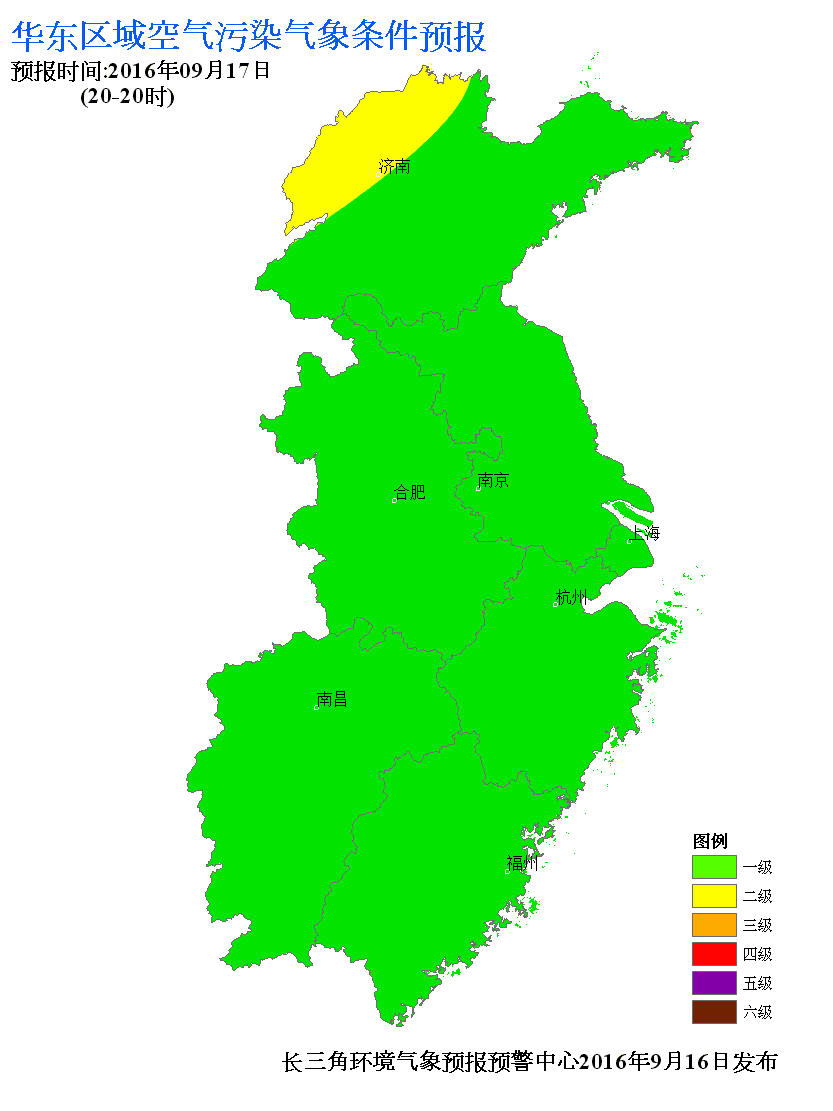 华东区域空气污染气象条件预报
预报时间:2016年09月17日
(20-20时)
济南
南京
合肥
上海
杭州
南昌
福州
图例
一级
二级
三级
四级
五级
六级
长三角环境气象预报预警中心2016年9月16日发布